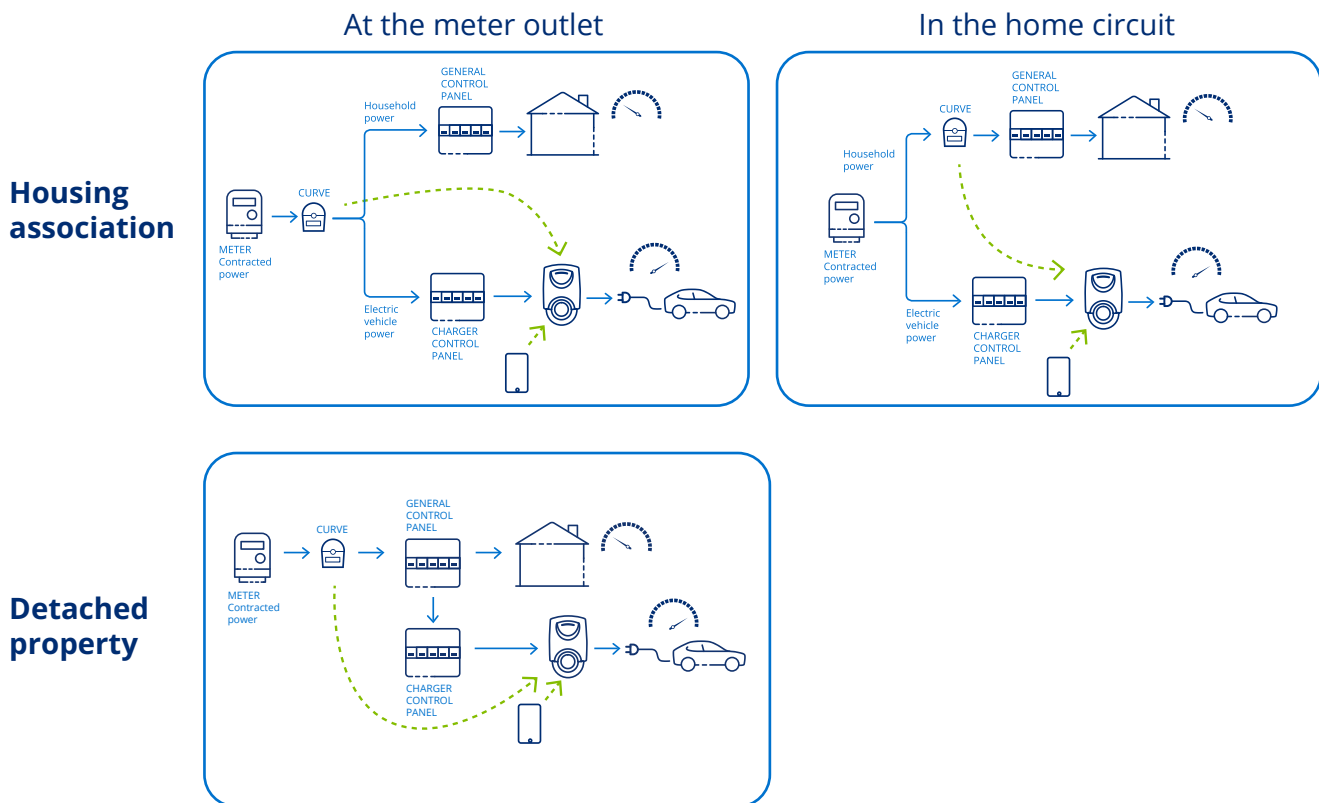 At the meter outlet
In the home circuit
Housing
association
GENERAL
CONTROL
PANEL
Household
power
CURVE
METER
Contracted
power
Electric
vehicle
power
CHARGER
CONTROL
PANEL
GENERAL
CONTROL
PANEL
CURVE
Household
power
METER
Contracted
power
Electric
vehicle
power
CHARGER
CONTROL
PANEL
Detached
property
GENERAL
CONTROL
PANEL
CURVE
METER
Contracted
power
CHARGER
CONTROL
PANEL